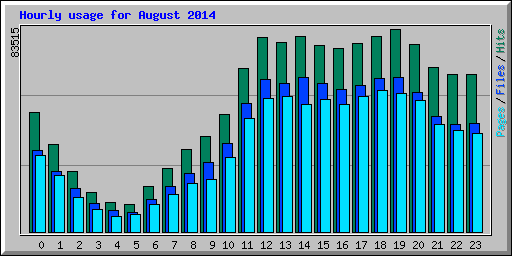 Hourly usage for August 2014
83515
Pages/Files/Hits
0 1 2 3 4 5 6 7 8 9 10 11 12 13 14 15 16 17 18 19 20 21 22 23